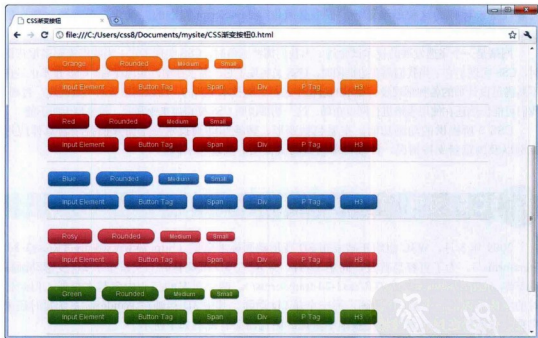 CSS渐变按钮
file:///C:/Users/css8/Documents/mysite/CSS渐变按钮0.html
Orange Rounded Medium Small
Input Element Button Tag Span Div P Tag H3
Red Rounded Medium Small
Input Element Button Tag Span Div P Tag H3
Blue Rounded Medium Small
Input Element Button Tag Span Div P Tag H3
Rosy Rounded Medium Small
Input Element Button Tag Span Div P Tag H3
Green Rounded Medium Small
Input Element Button Tag Span Div P Tag H3